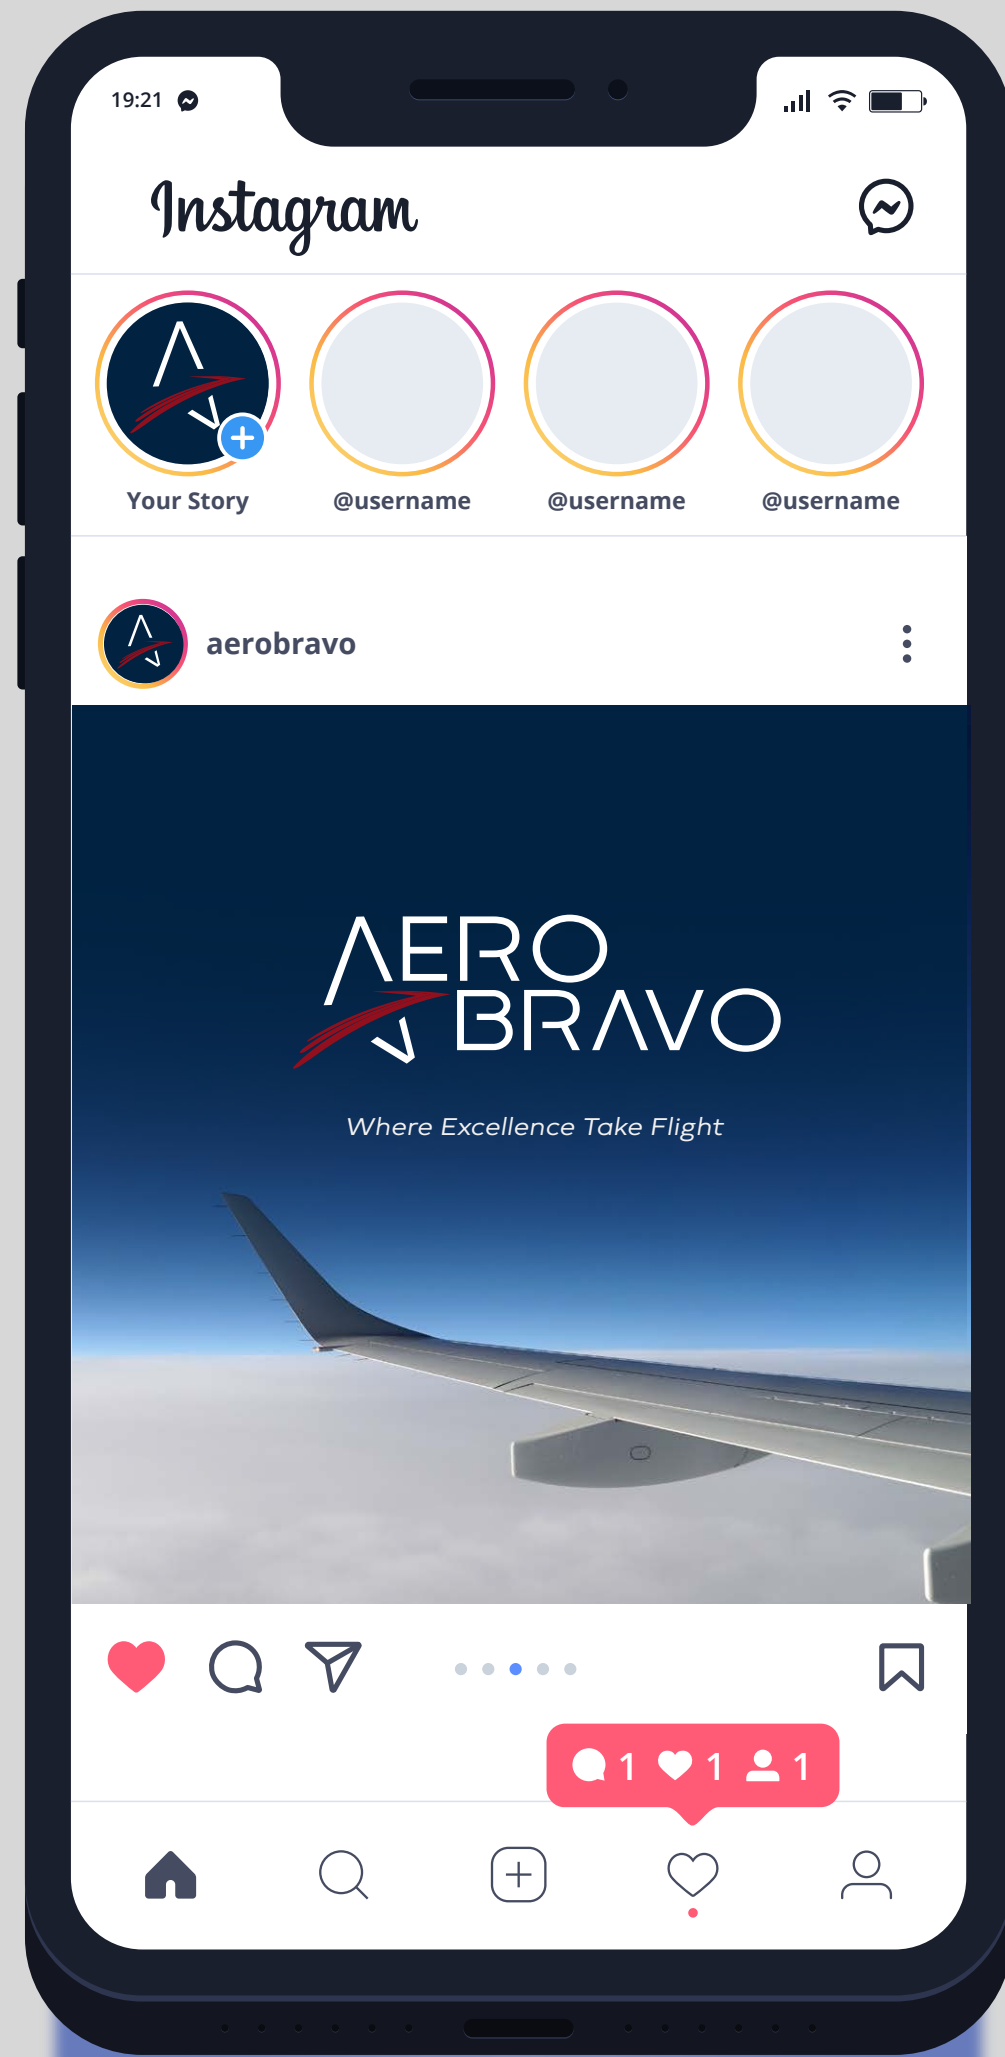 19:21
Instagram
Your Story
@username
@username
@username
aerobravo
AERO
BRAVO
Where Excellence Take Flight
1 1 1